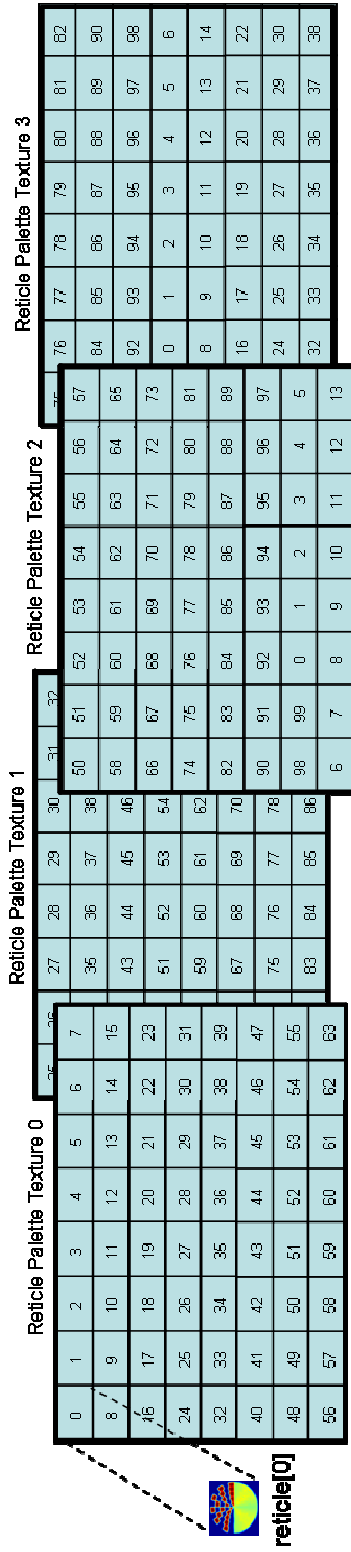 Reticle Palette Texture 0
0 1 2 3 4 5 6 7
8 9 10 11 12 13 14 15
16 17 18 19 20 21 22 23
24 25 26 27 28 29 30 31
32 33 34 35 36 37 38 39
40 41 42 43 44 45 46 47
48 49 50 51 52 53 54 55
56 57 58 59 60 61 62 63
reticle[0]
Reticle Palette Texture 1
25 26 27 28 29 30 31 32
35 36 37 38
43 44 45 46
51 52 53 54
59 60 61 62
67 68 69 70
75 76 77 78
83 84 85 86
Reticle Palette Texture 2
50 51 52 53 54 55 56 57
58 59 60 61 62 63 64 65
66 67 68 69 70 71 72 73
74 75 76 77 78 79 80 81
82 83 84 85 86 87 88 89
90 91 92 93 94 95 96 97
98 99 0 1 2 3 4 5
6 7 8 9 10 11 12 13
Reticle Palette Texture 3
75 76 77 78 79 80 81 82
84 85 86 87 88 89 90
92 93 94 95 96 97 98
0 1 2 3 4 5 6
8 9 10 11 12 13 14
16 17 18 19 20 21 22
24 25 26 27 28 29 30
32 33 34 35 36 37 38